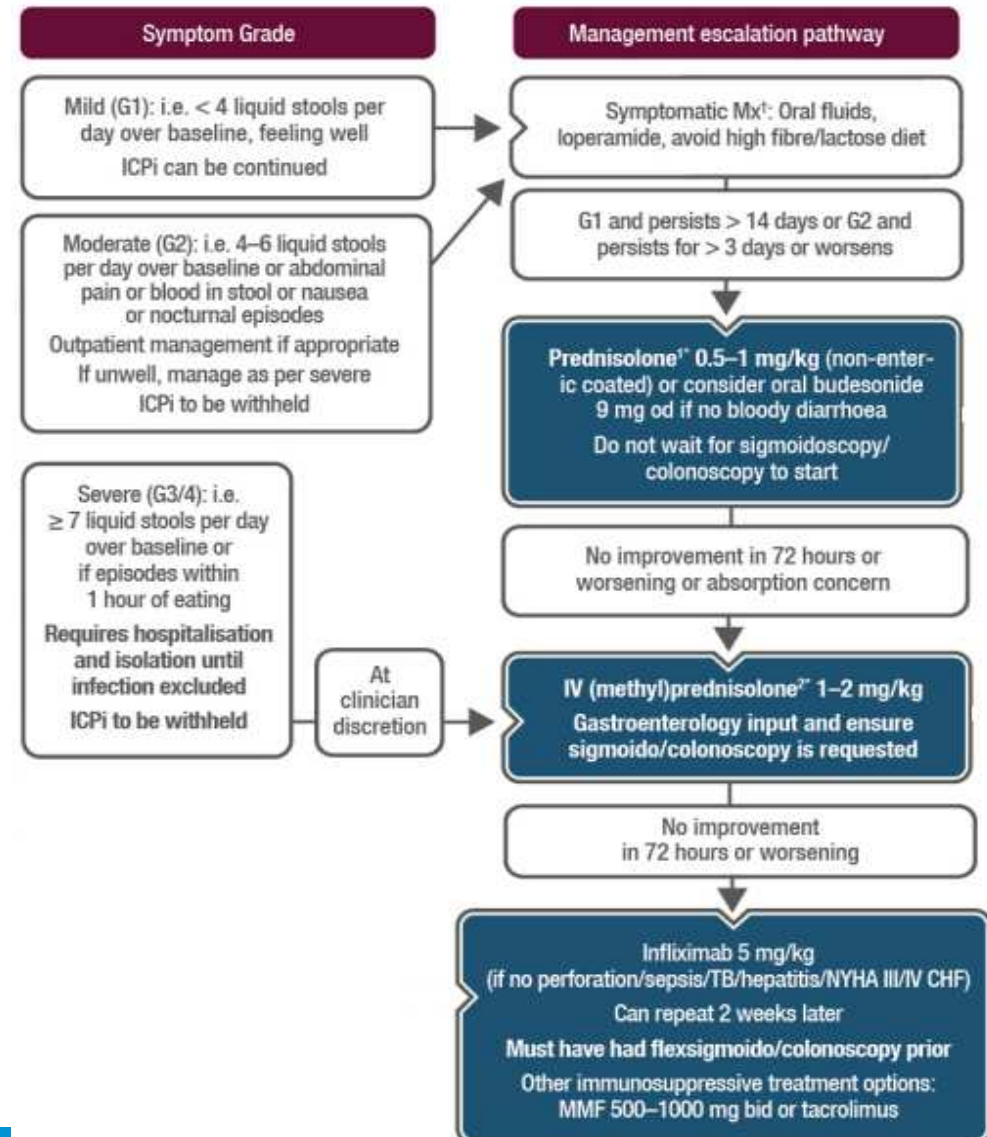 Symptom Grade
Management escalation pathway
Mild (G1): i.e. < 4 liquid stools per
day over baseline, feeling well
ICPi can be continued
Symptomatic Mx†: Oral fluids,
loperamide, avoid high fibre/lactose diet
G1 and persists > 14 days or G2 and
persists for > 3 days or worsens
Moderate (G2): i.e. 4–6 liquid stools
per day over baseline or abdominal
pain or blood in stool or nausea
or nocturnal episodes
Outpatient management if appropriate
If unwell, manage as per severe
ICPi to be withheld
Prednisolone¹* 0.5–1 mg/kg (non-enter-
ic coated) or consider oral budesonide
9 mg od if no bloody diarrhoea
Do not wait for sigmoidoscopy/
colonoscopy to start
Severe (G3/4): i.e.
≥ 7 liquid stools per day
over baseline or
if episodes within
1 hour of eating
Requires hospitalisation
and isolation until
infection excluded
ICPi to be withheld
No improvement in 72 hours or
worsening or absorption concern
At
clinician
discretion
IV (methyl)prednisolone²* 1–2 mg/kg
Gastroenterology input and ensure
sigmoido/colonoscopy is requested
No improvement
in 72 hours or worsening
Infliximab 5 mg/kg
(if no perforation/sepsis/TB/hepatitis/NYHA III/IV CHF)
Can repeat 2 weeks later
Must have had flexsigmoido/colonoscopy prior
Other immunosuppressive treatment options:
MMF 500–1000 mg bid or tacrolimus